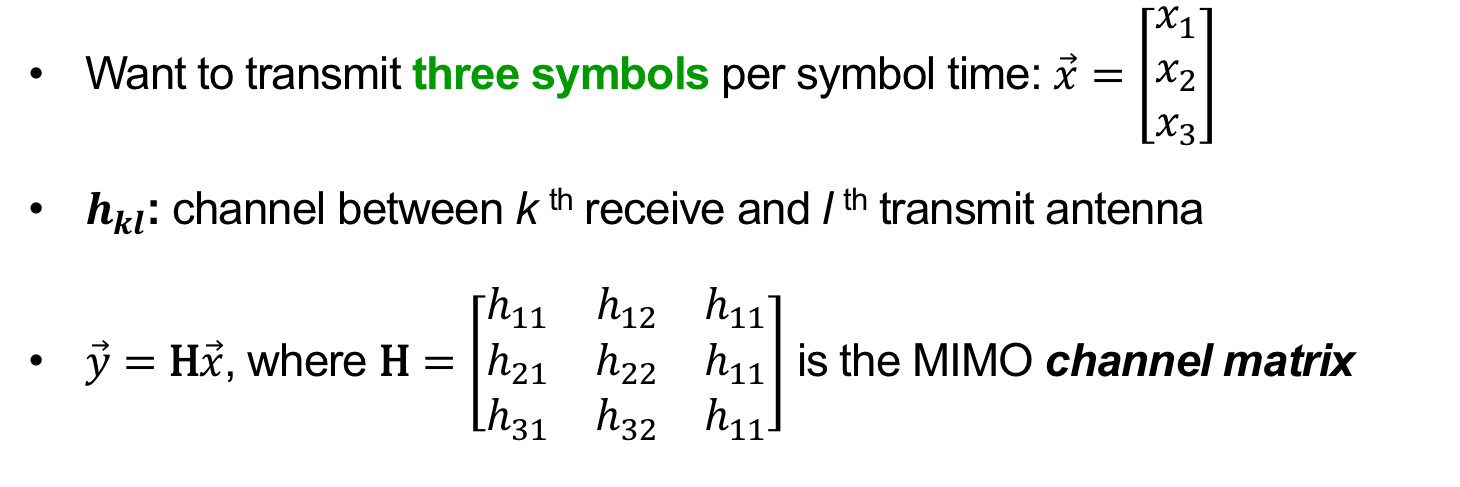 • Want to transmit three symbols per symbol time: x⃗ = [x₁; x₂; x₃]
• hₖₗ: channel between k th receive and l th transmit antenna
• y⃗ = Hx⃗, where H = [h₁₁ h₁₂ h₁₁; h₂₁ h₂₂ h₁₁; h₃₁ h₃₂ h₁₁] is the MIMO channel matrix